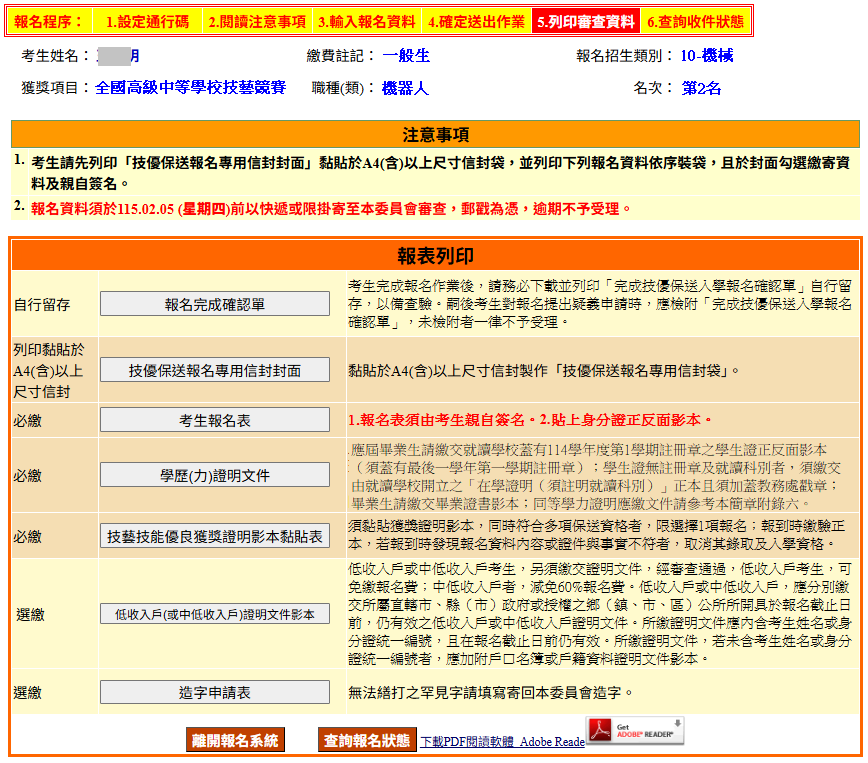 報名程序： 1.設定通行碼 2.閱讀注意事項 3.輸入報名資料 4.確定送出作業 5.列印審查資料 6.查詢收件狀態
考生姓名： 繳費註記： 一般生 報名招生類別： 10-機械
獲獎項目： 全國高級中等學校技藝競賽 職種(類)： 機器人 名次： 第2名
注意事項
1. 考生請先列印「技優保送報名專用信封封面」黏貼於A4(含)以上尺寸信封袋，並列印下列報名資料依序裝袋，且於封面勾選繳寄資
料及親自簽名。
2. 報名資料須於115.02.05 (星期四)前以快遞或限掛寄至本委員會審查，郵戳為憑，逾期不予受理。
報表列印
自行留存
報名完成確認單
考生完成報名作業後，請務必下載並列印「完成技優保送入學報名確認單」自行留
存，以備查驗。嗣後考生對報名提出疑義申請時，應檢附「完成技優保送入學報名
確認單」，未檢附者一律不予受理。
列印黏貼於
A4(含)以上
尺寸信封
技優保送報名專用信封封面
黏貼於A4(含)以上尺寸信封製作「技優保送報名專用信封袋」。
必繳
考生報名表
1.報名表須由考生親自簽名。2.貼上身分證正反面影本。
必繳
學歷(力)證明文件
應屆畢業生請繳交就讀學校蓋有114學年度第1學期註冊章之學生證正反面影本
（須蓋有最後一學年第一學期註冊章）；學生證無註冊章及就讀科別者，須繳交
由就讀學校開立之「在學證明（須註明就讀科別）」正本且須加蓋教務處戳章；
畢業生請繳交畢業證書影本；同等學力證明應繳文件請參考本簡章附錄六。
必繳
技藝技能優良獲獎證明影本黏貼表
須黏貼獲獎證明影本，同時符合多項保送資格者，限選擇1項報名；報到時繳驗正
本，若報到時發現報名資料內容或證件與事實不符者，取消其錄取及入學資格。
選繳
低收入戶(或中低收入戶)證明文件影本
低收入戶或中低收入戶考生，另須繳交證明文件，經審查通過，低收入戶考生，可
免繳報名費；中低收入戶者，減免60%報名費。低收入戶或中低收入戶，應分別繳
交所屬直轄市、縣（市）政府或授權之鄉（鎮、市、區）公所所開具於報名截止日
前，仍有效之低收入戶或中低收入戶證明文件。所繳證明文件應內含考生姓名或身
分證統一編號，且在報名截止日前仍有效。所繳證明文件，若未含考生姓名或身分
證統一編號者，應加附戶口名簿或戶籍資料證明文件影本。
選繳
造字申請表
無法繕打之罕見字請填寫寄回本委員會造字。
離開報名系統 查詢報名狀態 下載PDF閱讀軟體 Adobe Reade Get
ADOBE® READER®